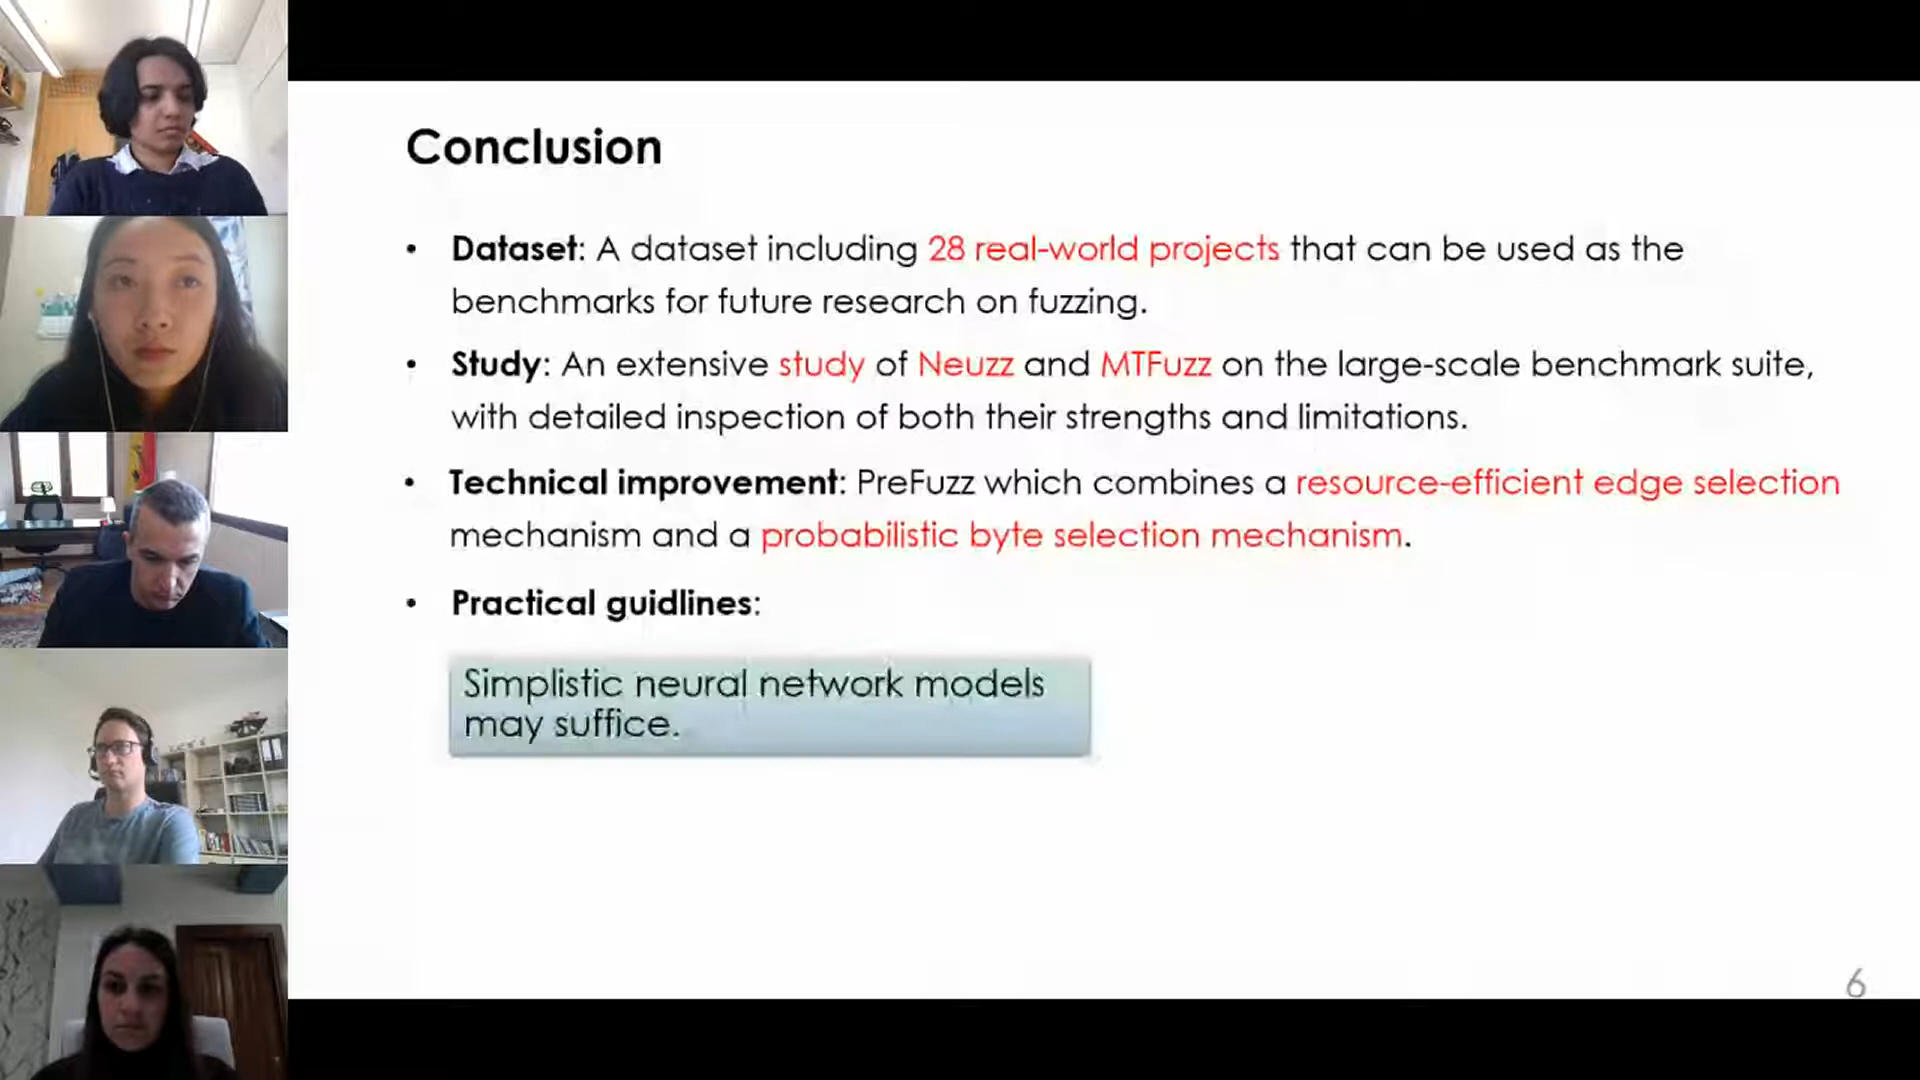 Conclusion
• Dataset: A dataset including 28 real-world projects that can be used as the
benchmarks for future research on fuzzing.
• Study: An extensive study of Neuzz and MTFuzz on the large-scale benchmark suite,
with detailed inspection of both their strengths and limitations.
• Technical improvement: PreFuzz which combines a resource-efficient edge selection
mechanism and a probabilistic byte selection mechanism.
• Practical guidlines:
Simplistic neural network models
may suffice.
6